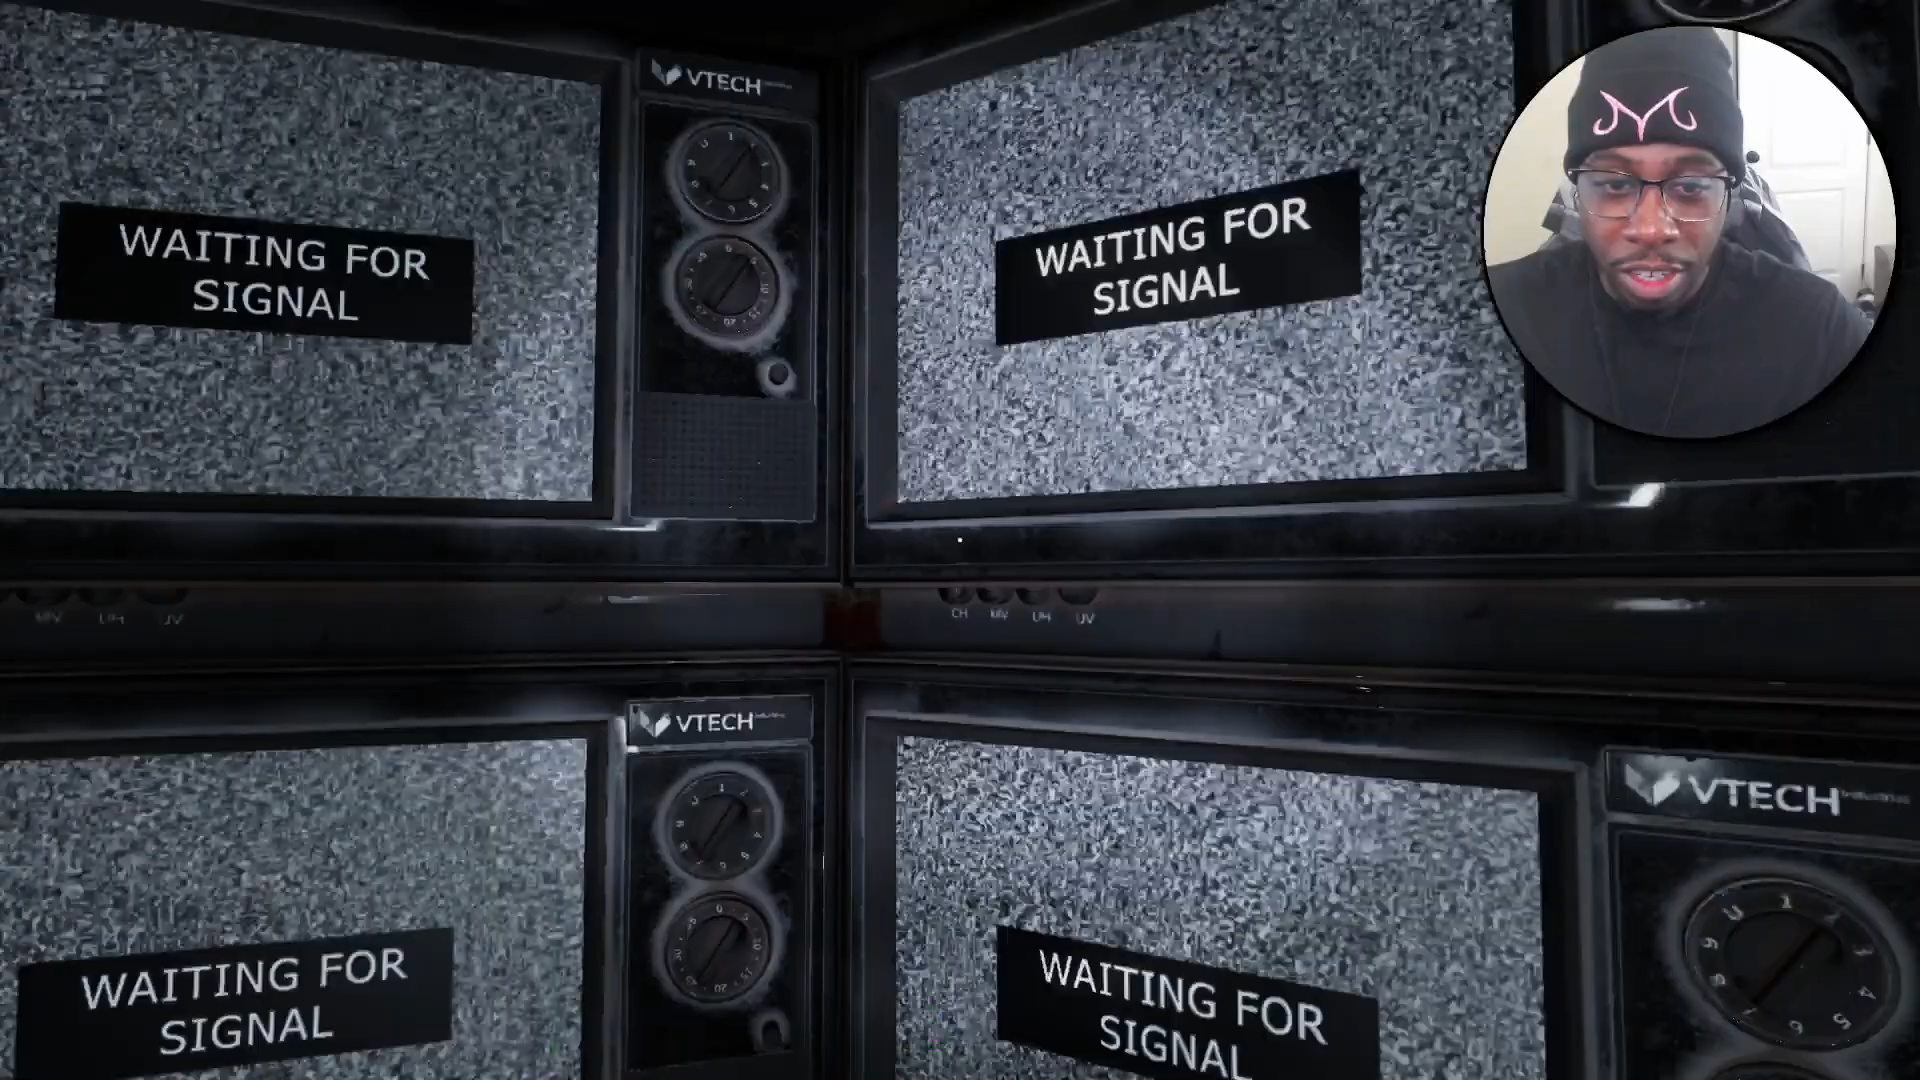 VTECH
WAITING FOR
SIGNAL
WAITING FOR
SIGNAL
CH MV UH UV
VTECH
VTECH
WAITING FOR
SIGNAL
WAITING FOR
SIGNAL